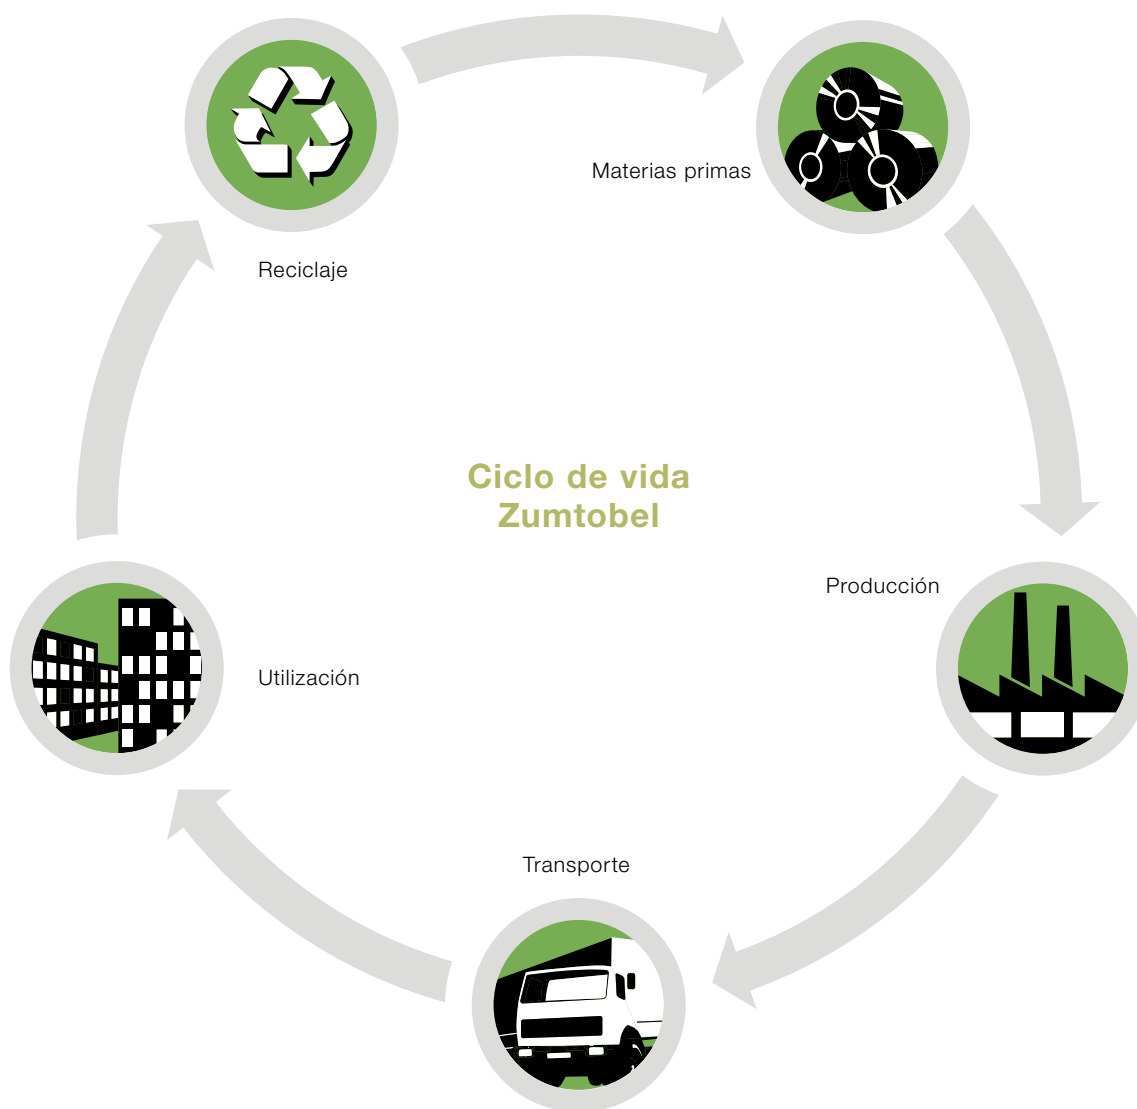 Materias primas
Reciclaje
Ciclo de vida
Zumtobel
Producción
Utilización
Transporte